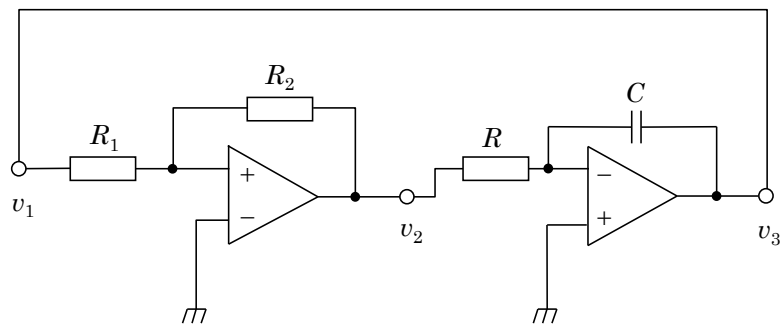 R₂
C
R₁
R
+
−
−
+
v₁
v₂
v₃